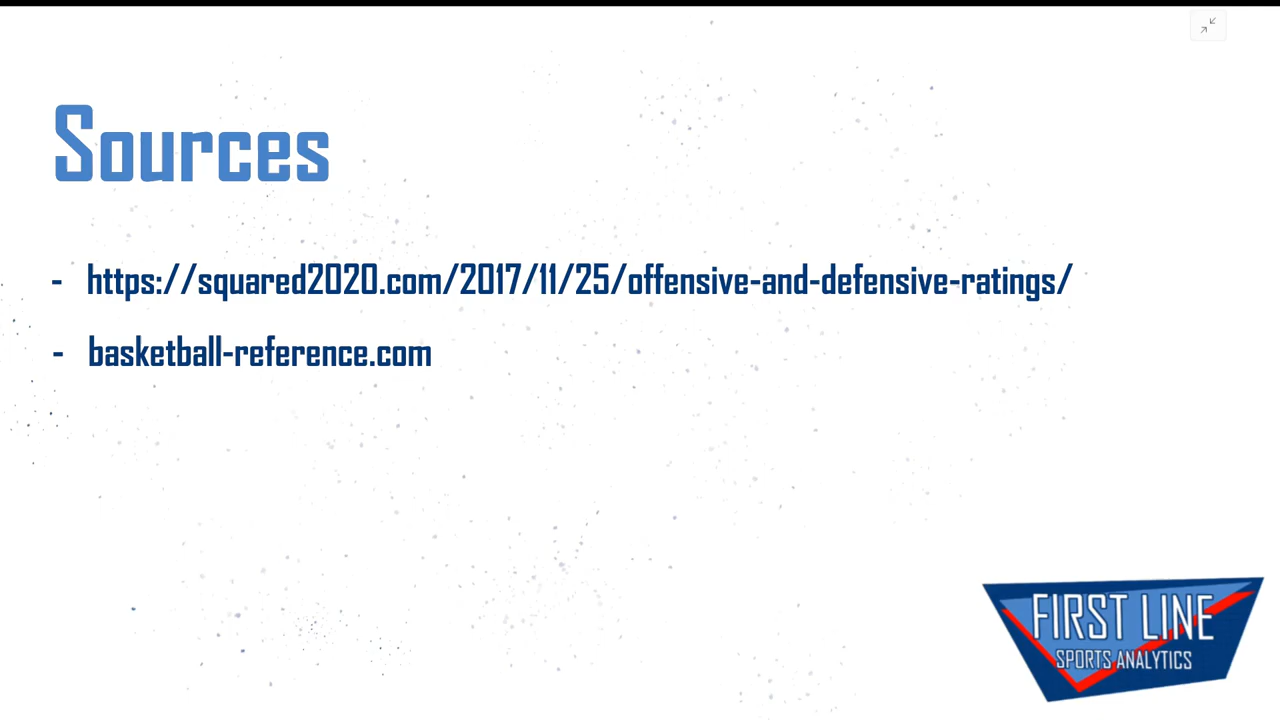 Sources
- https://squared2020.com/2017/11/25/offensive-and-defensive-ratings/
- basketball-reference.com
FIRST LINE
SPORTS ANALYTICS